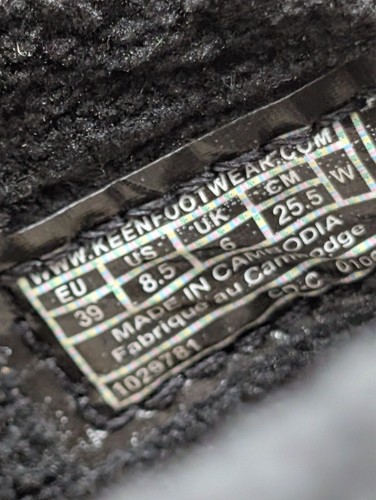 WWW.KEENFOOTWEAR.COM
EU US UK CM W
39 8.5 6 25.5
MADE IN CAMBODIA
Fabriqué au Cambodge
1029781